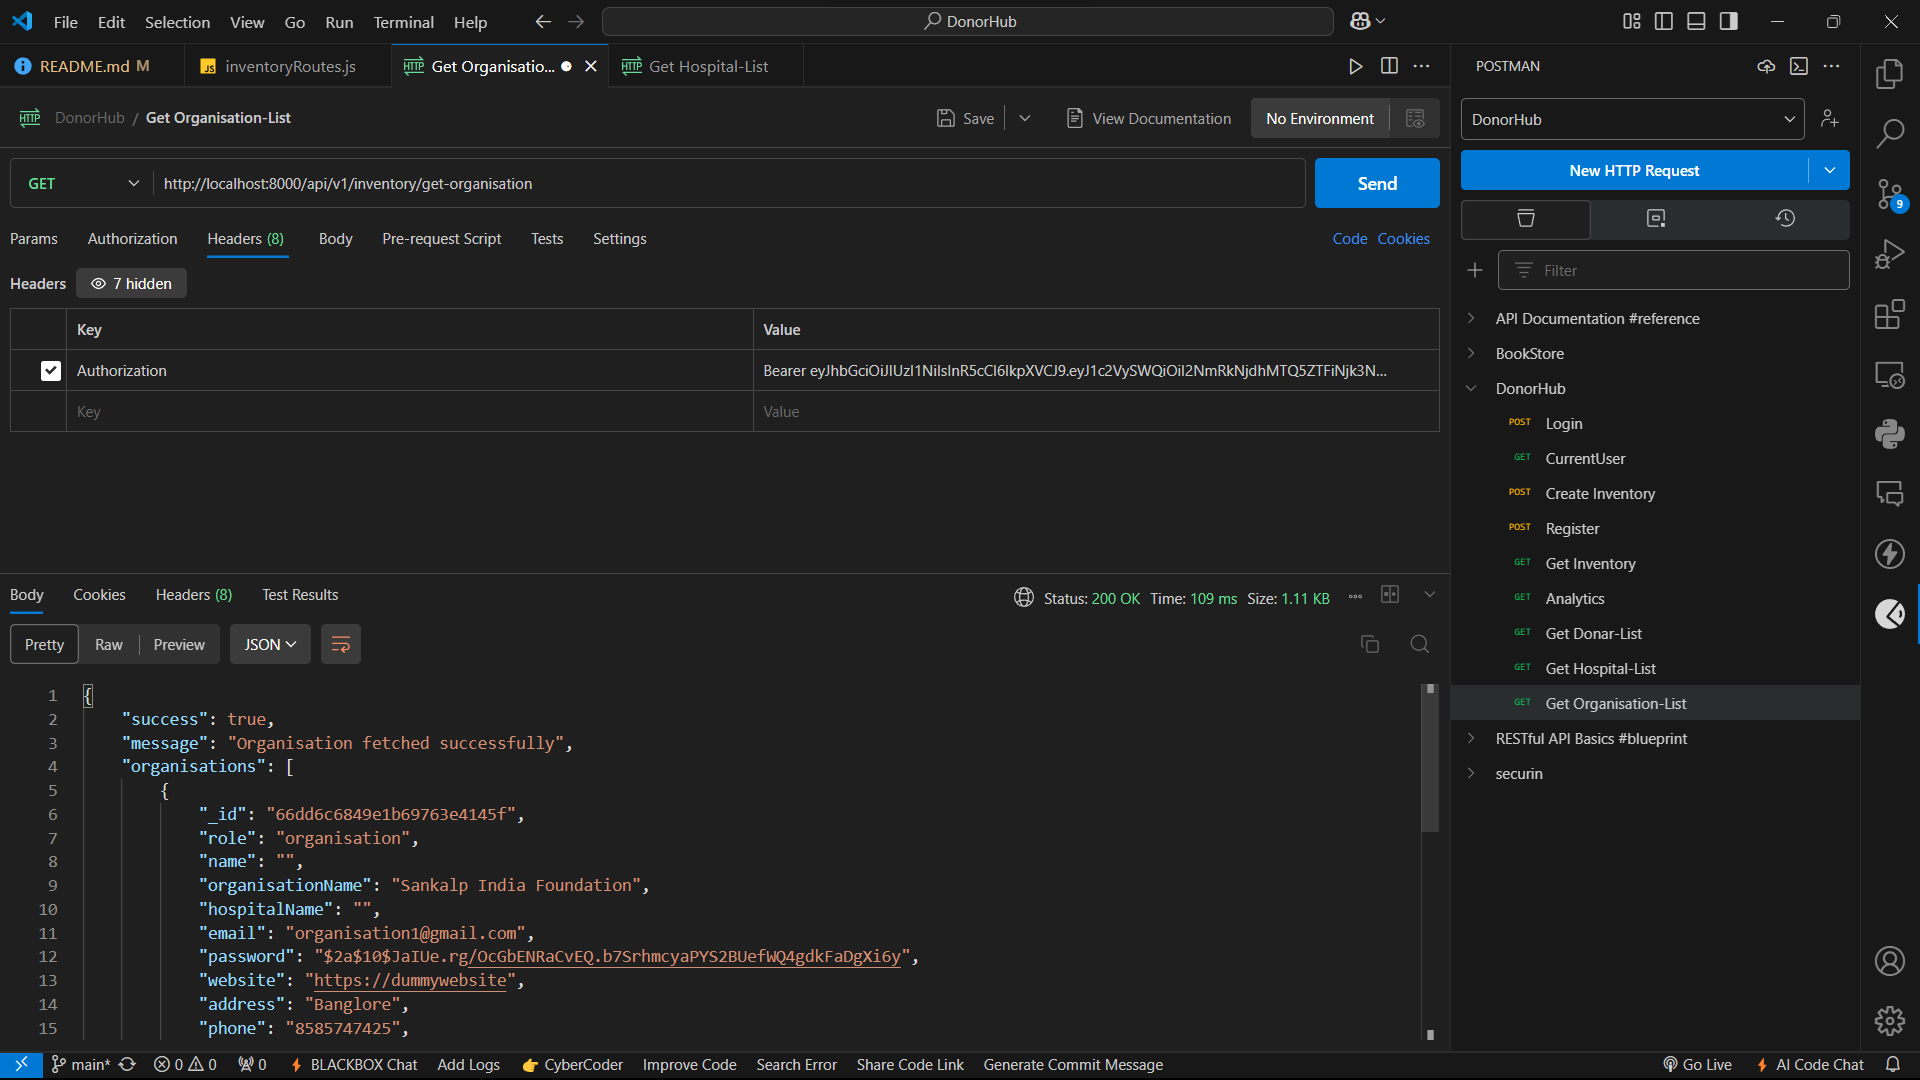 File Edit Selection View Go Run Terminal Help
DonorHub
README.md M
inventoryRoutes.js
Get Organisatio...
Get Hospital-List
POSTMAN
DonorHub / Get Organisation-List
Save
View Documentation
No Environment
DonorHub
GET
http://localhost:8000/api/v1/inventory/get-organisation
Send
New HTTP Request
Params Authorization Headers (8) Body Pre-request Script Tests Settings
Code Cookies
Headers 7 hidden
Filter
Key Value
Authorization
Key Value
API Documentation #reference
BookStore
DonorHub
POST Login
GET CurrentUser
POST Create Inventory
POST Register
GET Get Inventory
GET Analytics
GET Get Donar-List
GET Get Hospital-List
GET Get Organisation-List
RESTful API Basics #blueprint
securin
9
Body Cookies Headers (8) Test Results
Status: 200 OK Time: 109 ms Size: 1.11 KB
Pretty Raw Preview JSON
1 {
2 "success": true,
3 "message": "Organisation fetched successfully",
4 "organisations": [
5 {
6 "_id": "66dd6c6849e1b69763e4145f",
7 "role": "organisation",
8 "name": "",
9 "organisationName": "Sankalp India Foundation",
10 "hospitalName": "",
11 "email": "organisation1@gmail.com",
12 "password": "$2a$10$JaIUe.rg/OcGbENRaCvEQ.b7SrhmcyaPYS2BUefWQ4gdkFaDgXi6y",
13 "website": "https://dummywebsite",
14 "address": "Banglore",
15 "phone": "8585747425",
main* 0 0 0 BLACKBOX Chat Add Logs CyberCoder Improve Code Search Error Share Code Link Generate Commit Message Go Live AI Code Chat